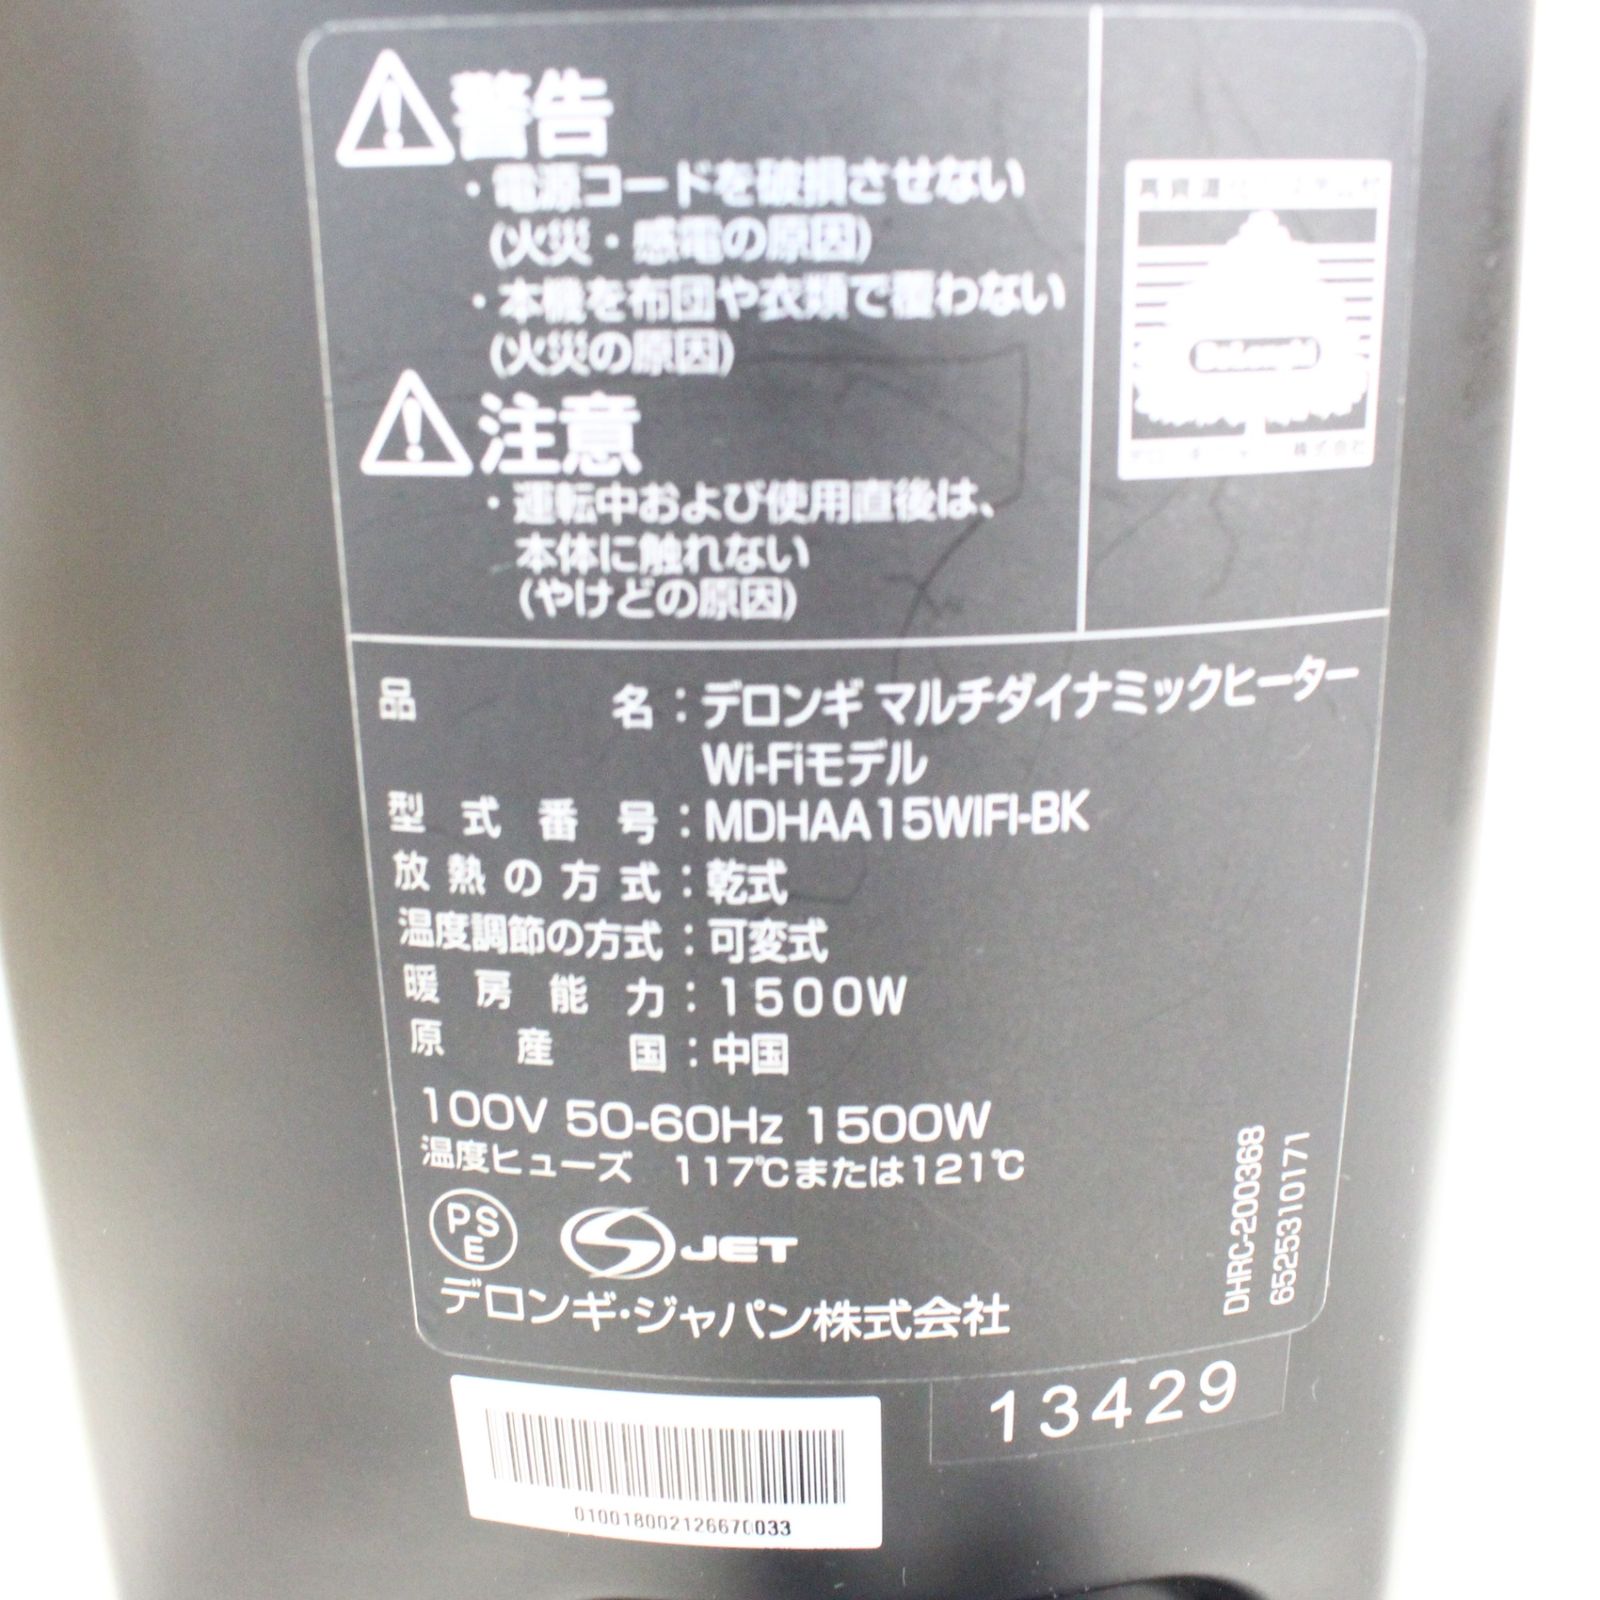 警告
・電源コードを破損させない
(火災・感電の原因)
・本機を布団や衣類で覆わない
(火災の原因)
注意
・運転中および使用直後は、
本体に触れない
(やけどの原因)
DeLonghi
株式会社
品名：デロンギ マルチダイナミックヒーター
Wi-Fiモデル
型式番号：MDHAA15WIFI-BK
放熱の方式：乾式
温度調節の方式：可変式
暖房能力：1500W
原産国：中国
100V 50-60Hz 1500W
温度ヒューズ 117℃または121℃
PSE
JET
デロンギ・ジャパン株式会社
DHRC-200368
6525310171
13429
010018002126670033